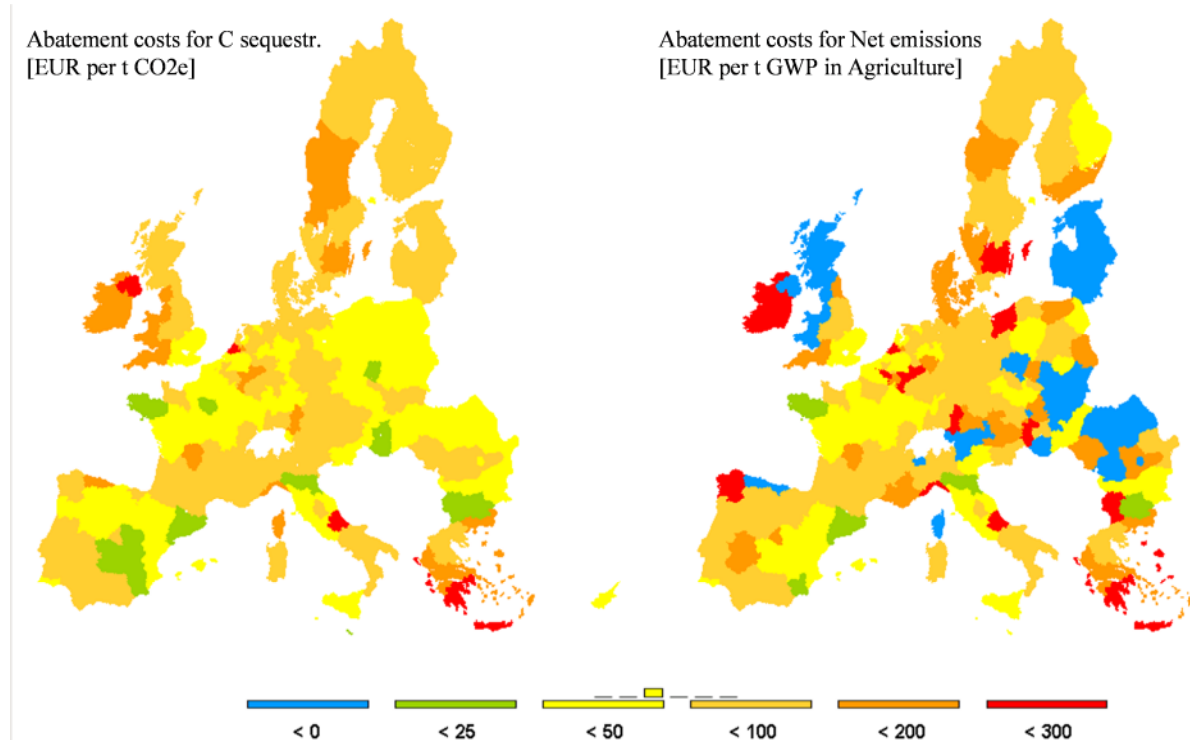 Abatement costs for C sequestr.
[EUR per t CO2e]
Abatement costs for Net emissions
[EUR per t GWP in Agriculture]
< 0 < 25 < 50 < 100 < 200 < 300